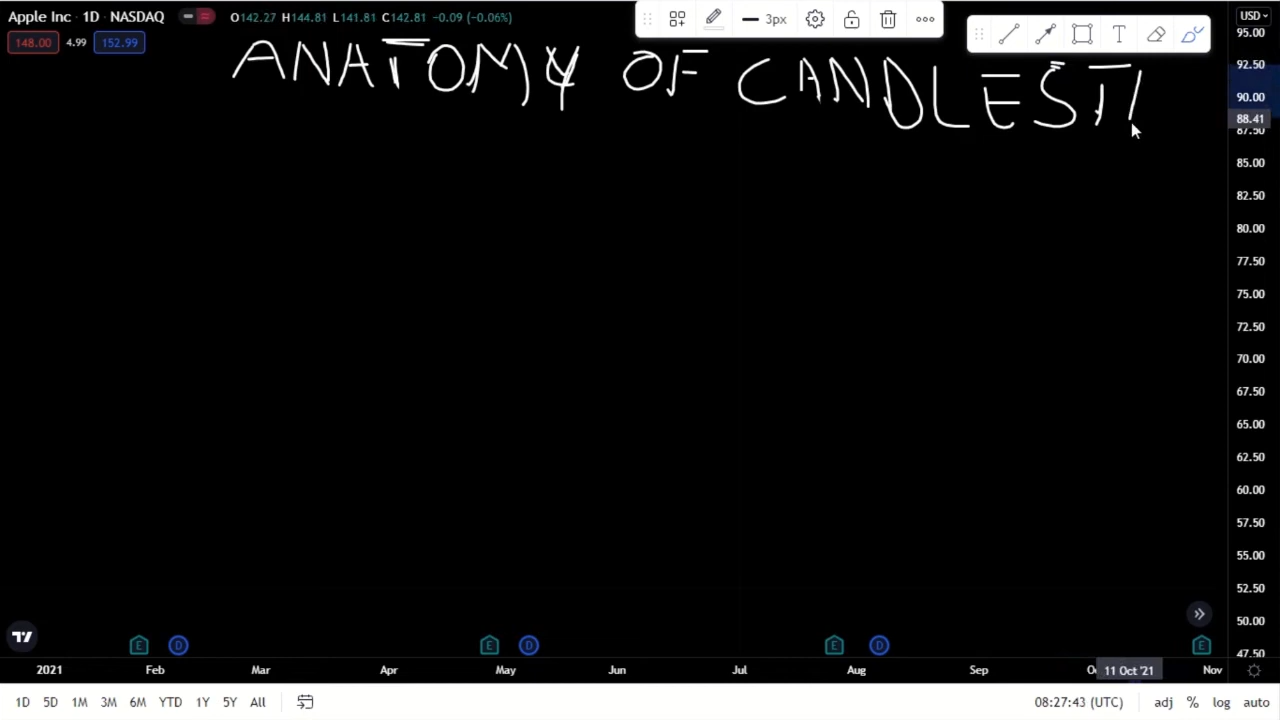 Apple Inc · 1D · NASDAQ O142.27 H144.81 L141.81 C142.81 -0.09 (-0.06%)
3px
USD
148.00 4.99 152.99
ANATOMY OF CANDLESTI
95.00
92.50
90.00
88.41
87.50
85.00
82.50
80.00
77.50
75.00
72.50
70.00
67.50
65.00
62.50
60.00
57.50
55.00
52.50
50.00
47.50
E D E D E D E
2021 Feb Mar Apr May Jun Jul Aug Sep 11 Oct '21 Nov
1D 5D 1M 3M 6M YTD 1Y 5Y All 08:27:43 (UTC) adj % log auto